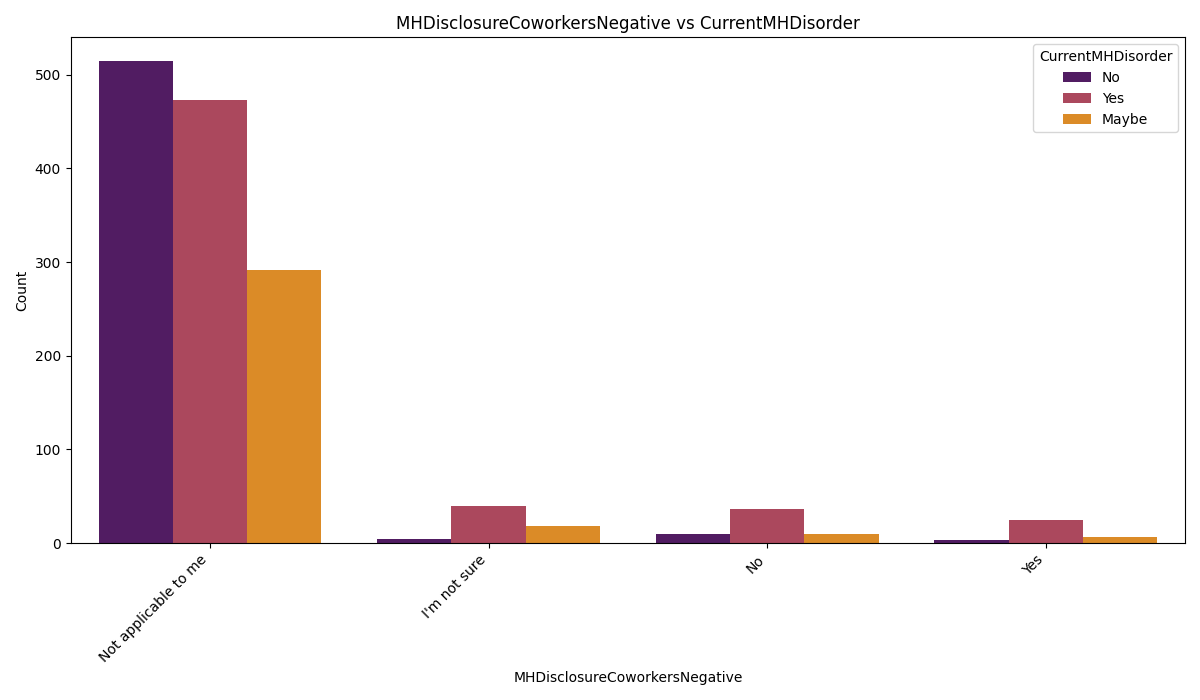 MHDisclosureCoworkersNegative vs CurrentMHDisorder
CurrentMHDisorder
No
Yes
Maybe
500
400
300
200
100
0
Count
Not applicable to me
I'm not sure
No
Yes
MHDisclosureCoworkersNegative